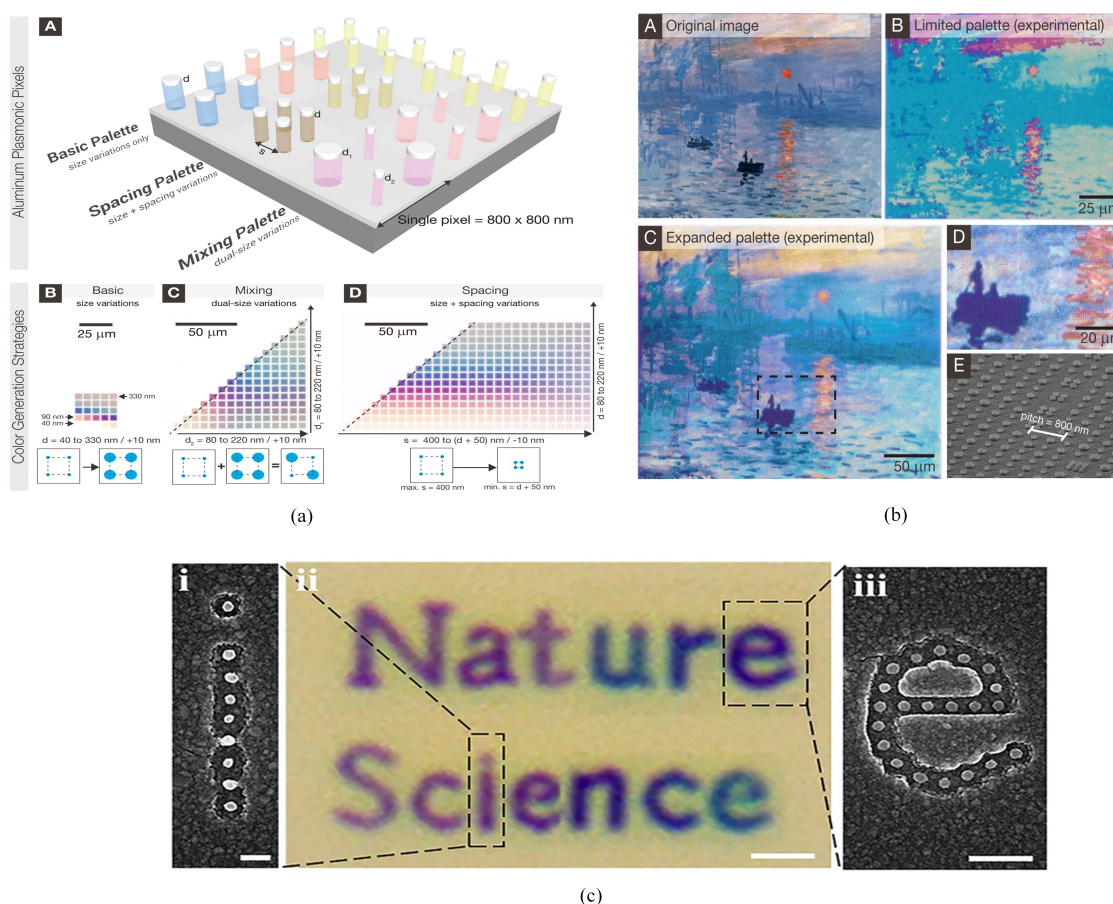 Aluminum Plasmonic Pixels
A
d
d
s
d₁
d₂
Basic Palette
size variations only
Spacing Palette
size + spacing variations
Mixing Palette
dual-size variations
Single pixel = 800 x 800 nm
Color Generation Strategies
B Basic
size variations
25 µm
330 nm
90 nm
40 nm
d = 40 to 330 nm / +10 nm
C Mixing
dual-size variations
50 µm
d₁ = 80 to 220 nm / +10 nm
d₂ = 80 to 220 nm / +10 nm
+
=
D Spacing
size + spacing variations
50 µm
d = 80 to 220 nm / +10 nm
s = 400 to (d + 50) nm / -10 nm
max. s = 400 nm
min. s = d + 50 nm
(a)
A Original image
B Limited palette (experimental)
25 µm
C Expanded palette (experimental)
50 µm
D
20 µm
E
pitch = 800 nm
(b)
i
ii
Nature
Science
iii
(c)